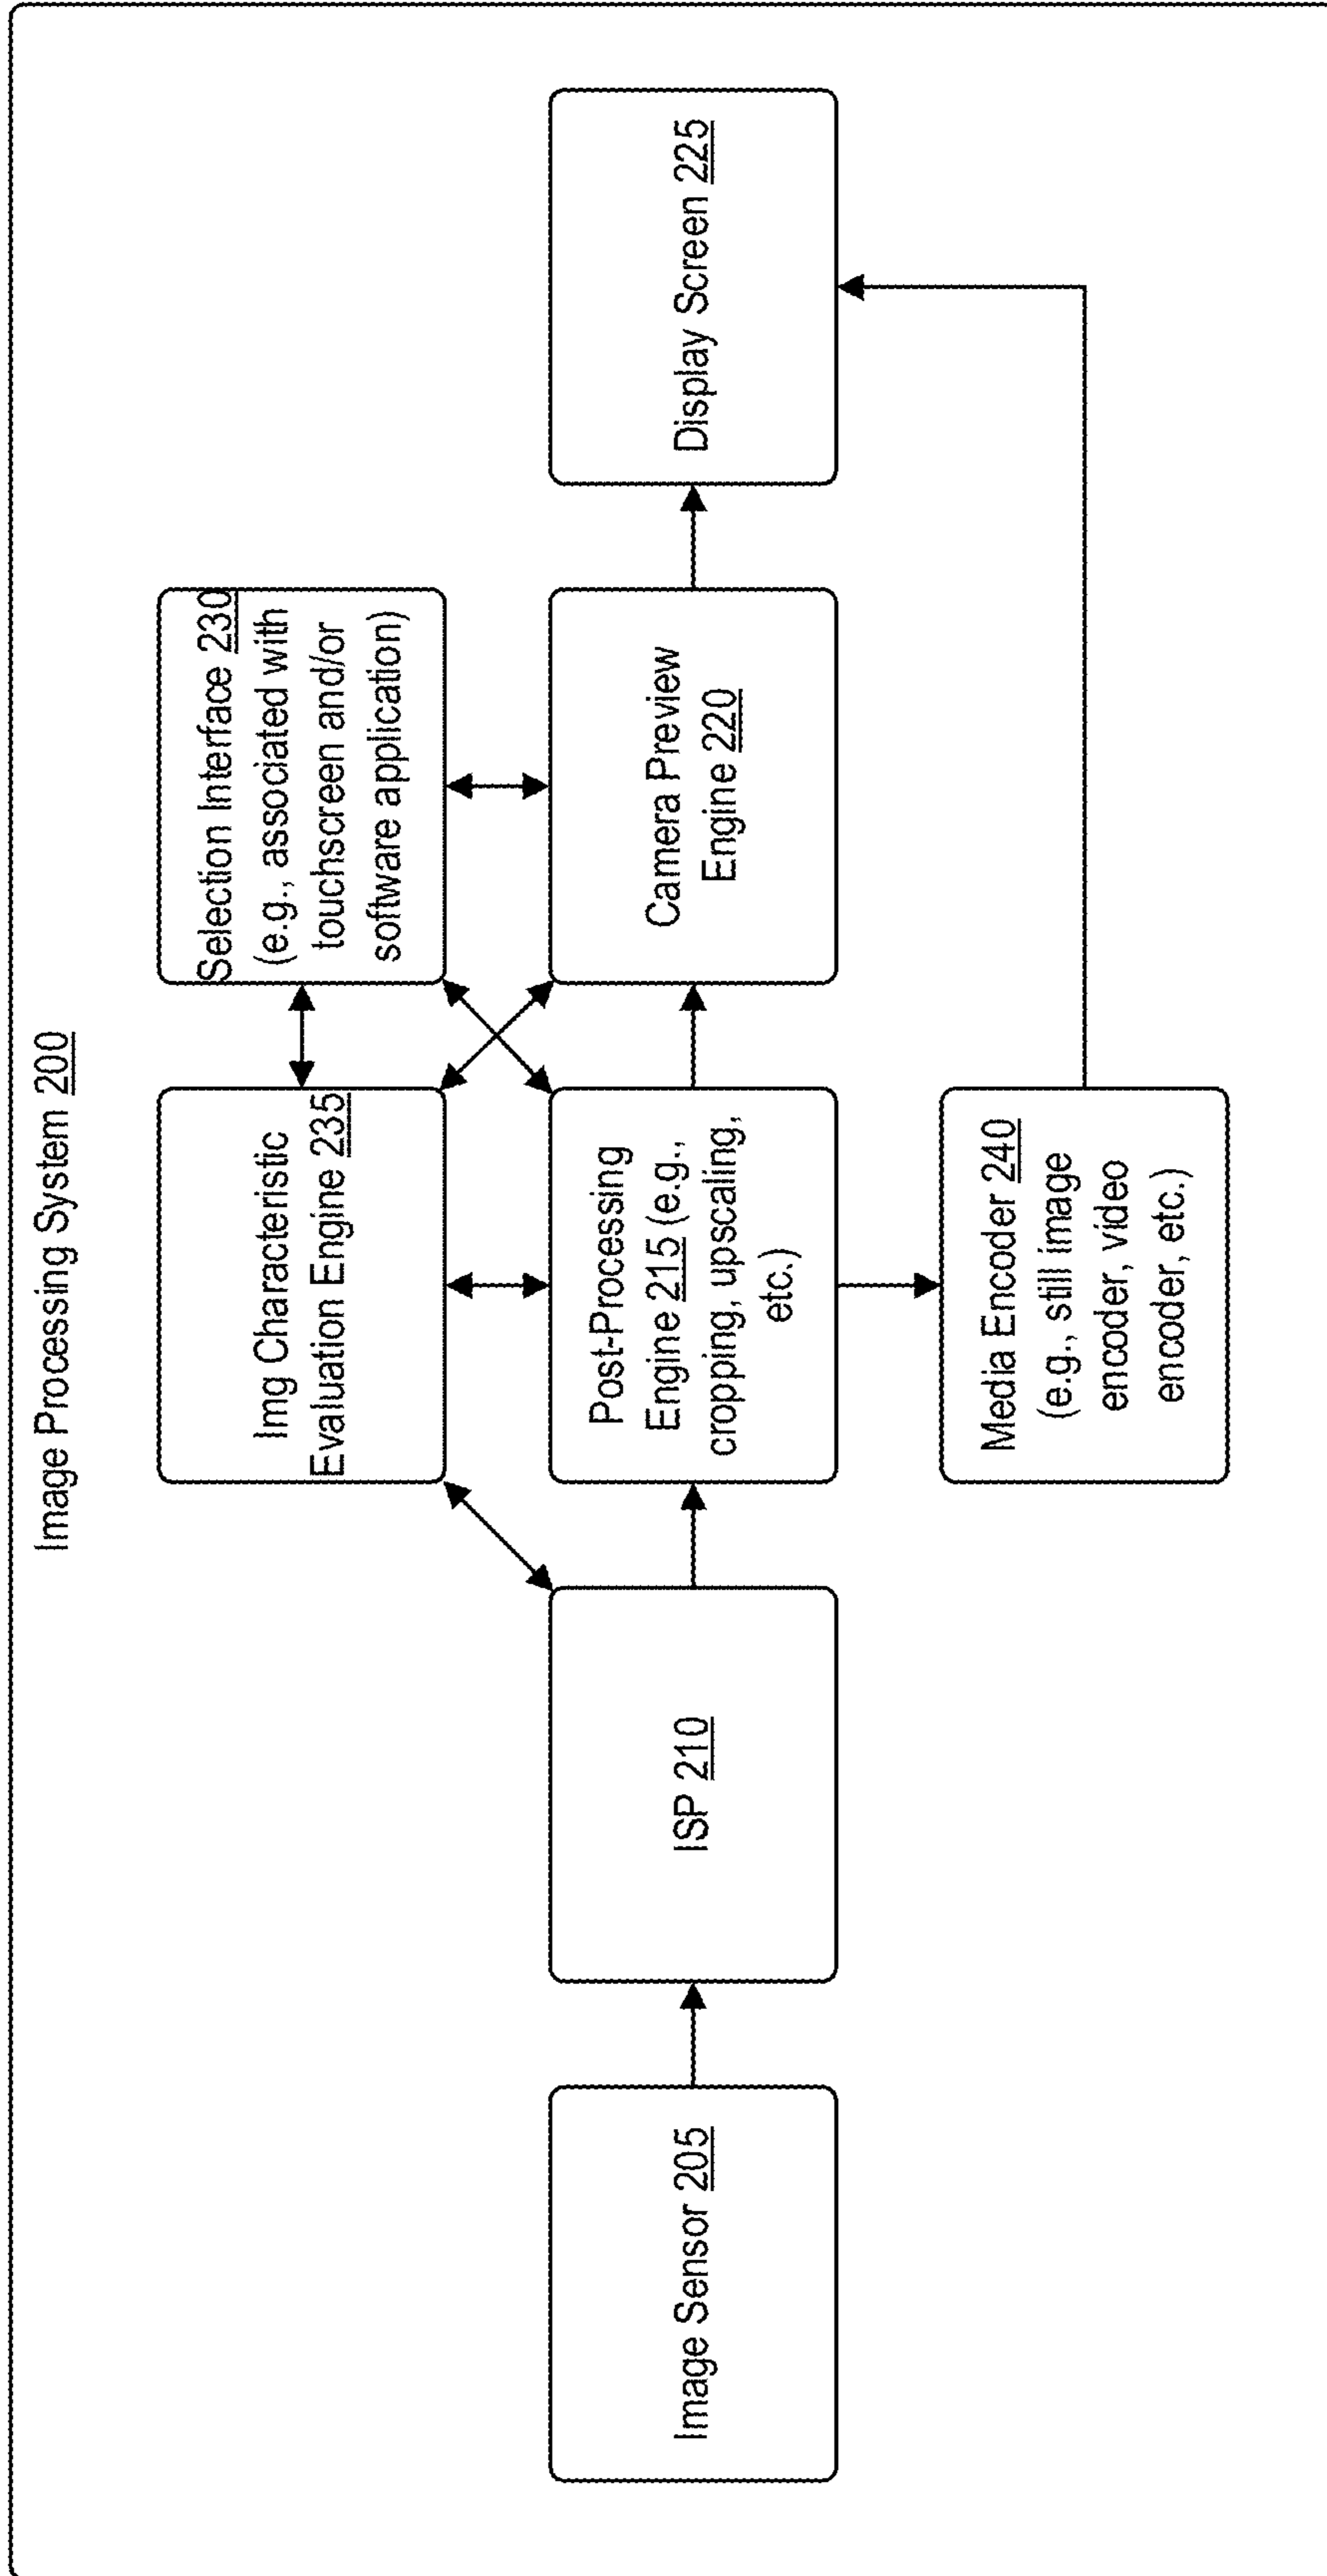 Image Processing System 200
Img Characteristic
Evaluation Engine 235
Selection Interface 230
(e.g., associated with
touchscreen and/or
software application)
Image Sensor 205
ISP 210
Post-Processing
Engine 215 (e.g.,
cropping, upscaling,
etc.)
Camera Preview
Engine 220
Display Screen 225
Media Encoder 240
(e.g., still image
encoder, video
encoder, etc.)